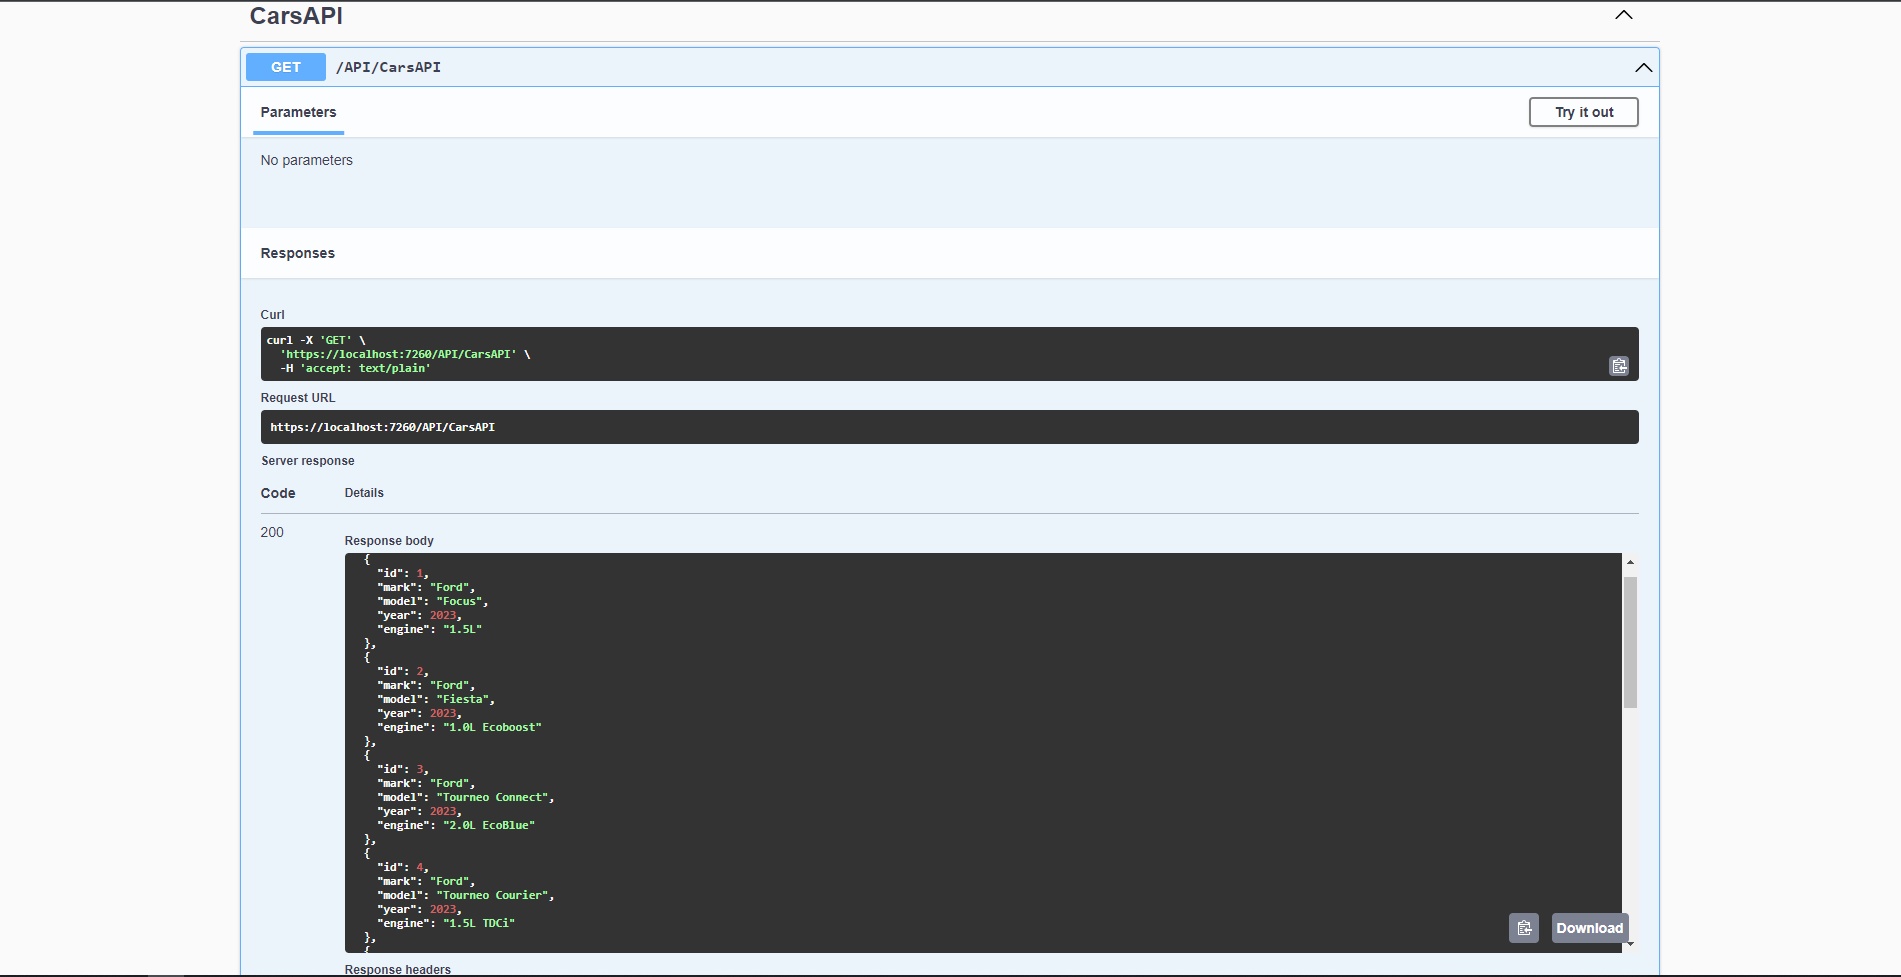 CarsAPI
GET /API/CarsAPI
Parameters
Try it out
No parameters
Responses
Curl
curl -X 'GET' \
  'https://localhost:7260/API/CarsAPI' \
  -H 'accept: text/plain'
Request URL
https://localhost:7260/API/CarsAPI
Server response
Code Details
200
Response body
{
  "id": 1,
  "mark": "Ford",
  "model": "Focus",
  "year": 2023,
  "engine": "1.5L"
},
{
  "id": 2,
  "mark": "Ford",
  "model": "Fiesta",
  "year": 2023,
  "engine": "1.0L Ecoboost"
},
{
  "id": 3,
  "mark": "Ford",
  "model": "Tourneo Connect",
  "year": 2023,
  "engine": "2.0L EcoBlue"
},
{
  "id": 4,
  "mark": "Ford",
  "model": "Tourneo Courier",
  "year": 2023,
  "engine": "1.5L TDCi"
},
{
Download
Response headers